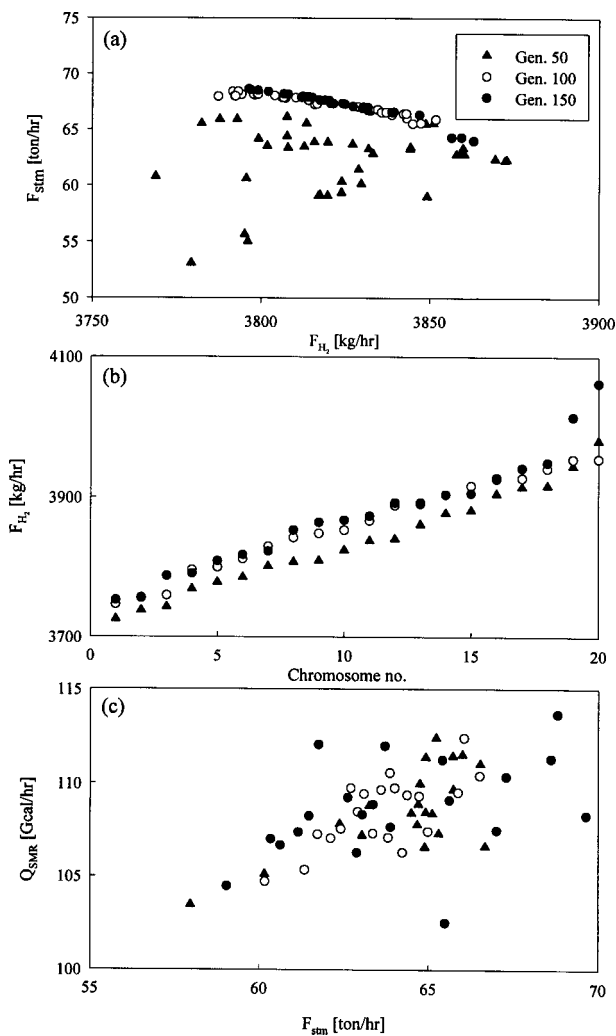 (a)
Gen. 50
Gen. 100
Gen. 150
75
70
65
60
55
50
F_stm [ton/hr]
3750
3800
3850
3900
F_H₂ [kg/hr]
(b)
4100
3900
3700
F_H₂ [kg/hr]
0
5
10
15
20
Chromosome no.
(c)
115
110
105
100
Q_SMR [Gcal/hr]
55
60
65
70
F_stm [ton/hr]